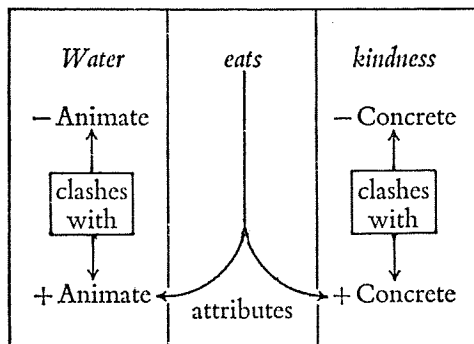 Water eats kindness
− Animate − Concrete
clashes with clashes with
+ Animate attributes + Concrete